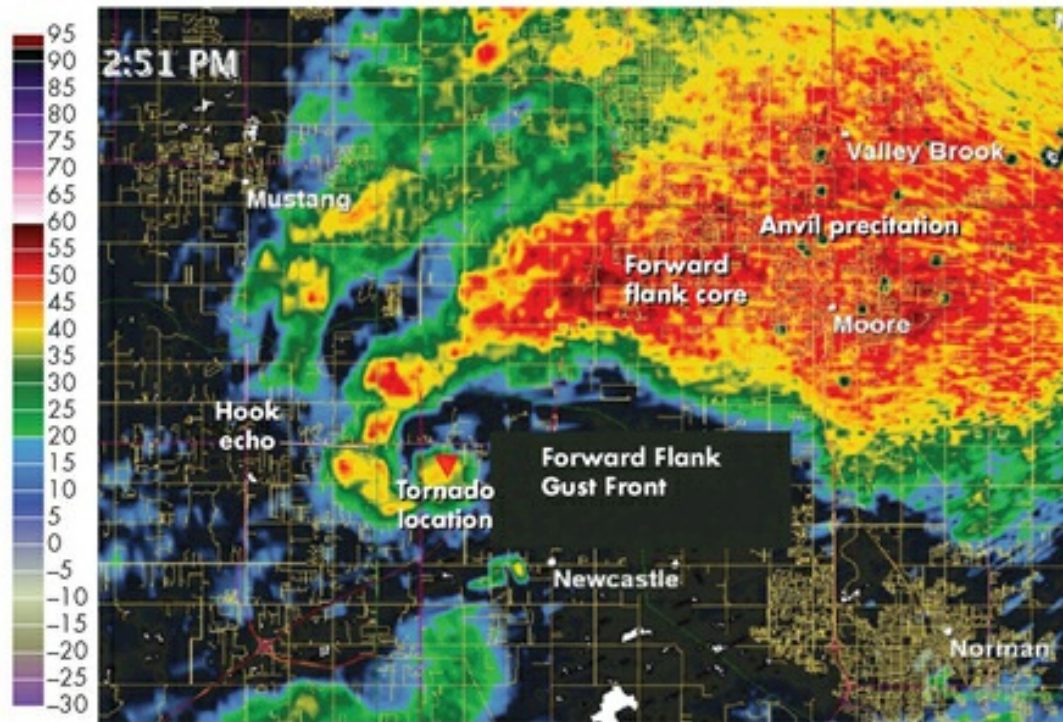 95
90
85
80
75
70
65
60
55
50
45
40
35
30
25
20
15
10
5
0
–5
–10
–15
–20
–25
–30
2:51 PM
Mustang
Valley Brook
Anvil precitation
Forward
flank core
Moore
Hook
echo
Tornado
location
Forward Flank
Gust Front
Newcastle
Norman